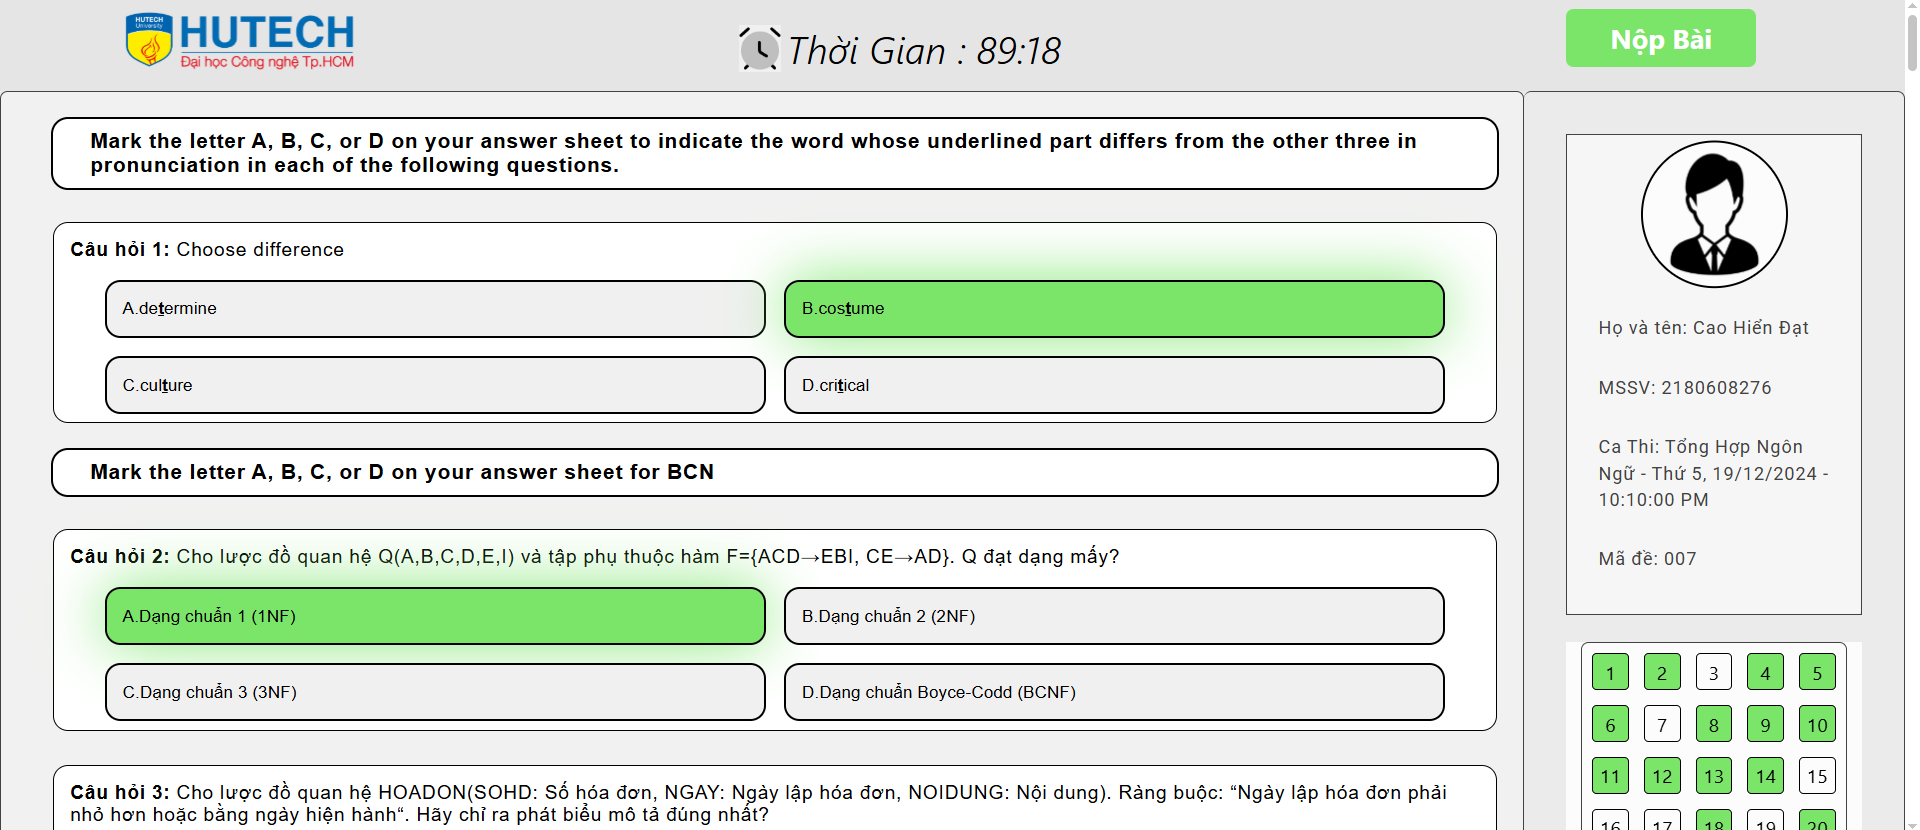 HUTECH
University
HUTECH
Đại học Công nghệ Tp.HCM
Thời Gian : 89:18
Nộp Bài
Mark the letter A, B, C, or D on your answer sheet to indicate the word whose underlined part differs from the other three in
pronunciation in each of the following questions.
Câu hỏi 1: Choose difference
A.determine
B.costume
C.culture
D.critical
Mark the letter A, B, C, or D on your answer sheet for BCN
Câu hỏi 2: Cho lược đồ quan hệ Q(A,B,C,D,E,I) và tập phụ thuộc hàm F={ACD→EBI, CE→AD}. Q đạt dạng mấy?
A.Dạng chuẩn 1 (1NF)
B.Dạng chuẩn 2 (2NF)
C.Dạng chuẩn 3 (3NF)
D.Dạng chuẩn Boyce-Codd (BCNF)
Câu hỏi 3: Cho lược đồ quan hệ HOADON(SOHD: Số hóa đơn, NGAY: Ngày lập hóa đơn, NOIDUNG: Nội dung). Ràng buộc: “Ngày lập hóa đơn phải
nhỏ hơn hoặc bằng ngày hiện hành“. Hãy chỉ ra phát biểu mô tả đúng nhất?
Họ và tên: Cao Hiển Đạt
MSSV: 2180608276
Ca Thi: Tổng Hợp Ngôn
Ngữ - Thứ 5, 19/12/2024 -
10:10:00 PM
Mã đề: 007
1 2 3 4 5
6 7 8 9 10
11 12 13 14 15
16 17 18 19 20